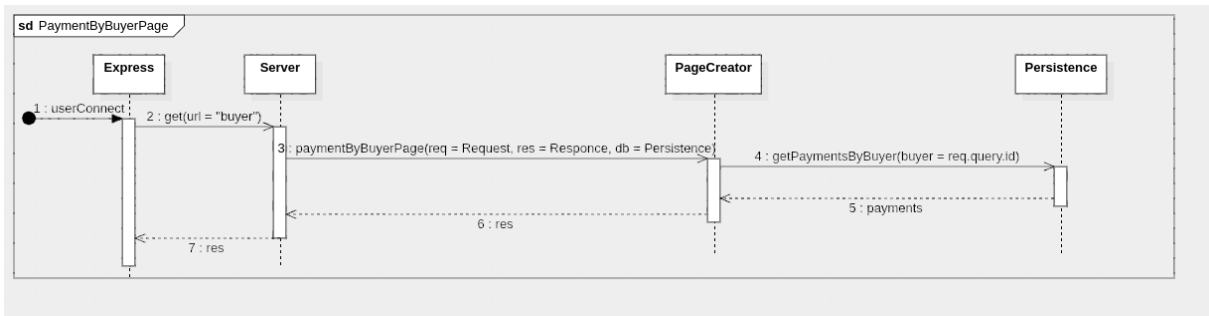 sd PaymentByBuyerPage
Express
Server
PageCreator
Persistence
1 : userConnect
2 : get(url = "buyer")
3 : paymentByBuyerPage(req = Request, res = Responce, db = Persistence)
4 : getPaymentsByBuyer(buyer = req.query.id)
5 : payments
6 : res
7 : res